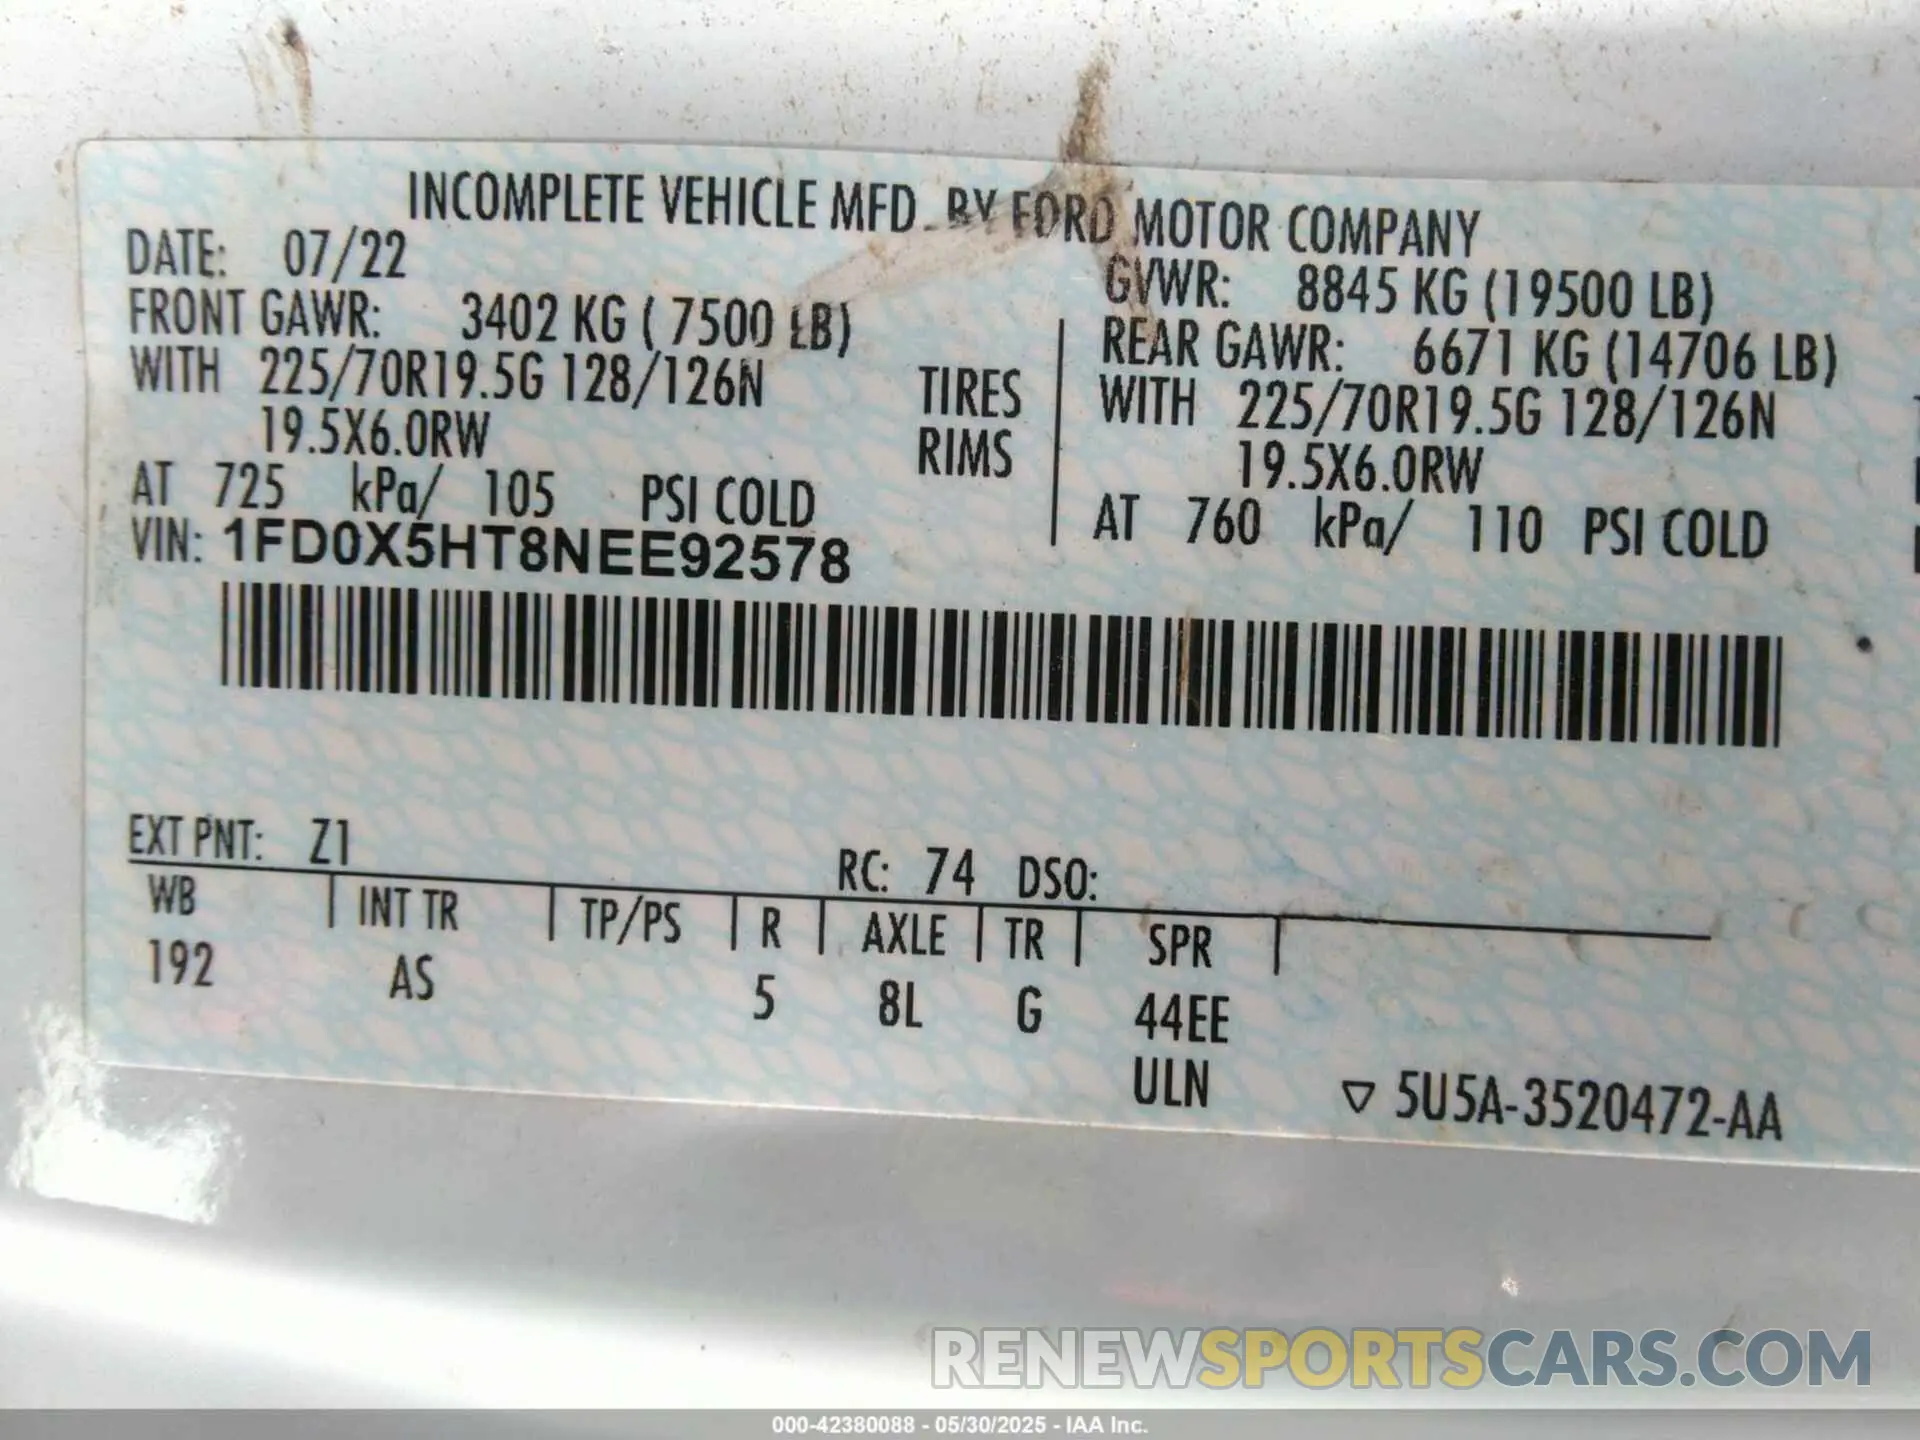 INCOMPLETE VEHICLE MFD. BY FORD MOTOR COMPANY
DATE: 07/22 GVWR: 8845 KG (19500 LB)
FRONT GAWR: 3402 KG ( 7500 LB) REAR GAWR: 6671 KG (14706 LB)
WITH 225/70R19.5G 128/126N TIRES WITH 225/70R19.5G 128/126N
19.5X6.0RW RIMS 19.5X6.0RW
AT 725 kPa/ 105 PSI COLD AT 760 kPa/ 110 PSI COLD
VIN: 1FD0X5HT8NEE92578
EXT PNT: Z1 RC: 74 DSO:
WB INT TR TP/PS R AXLE TR SPR
192 AS 5 8L G 44EE
ULN ▽ 5U5A-3520472-AA
RENEWSPORTSCARS.COM
000-42380088 - 05/30/2025 - IAA Inc.